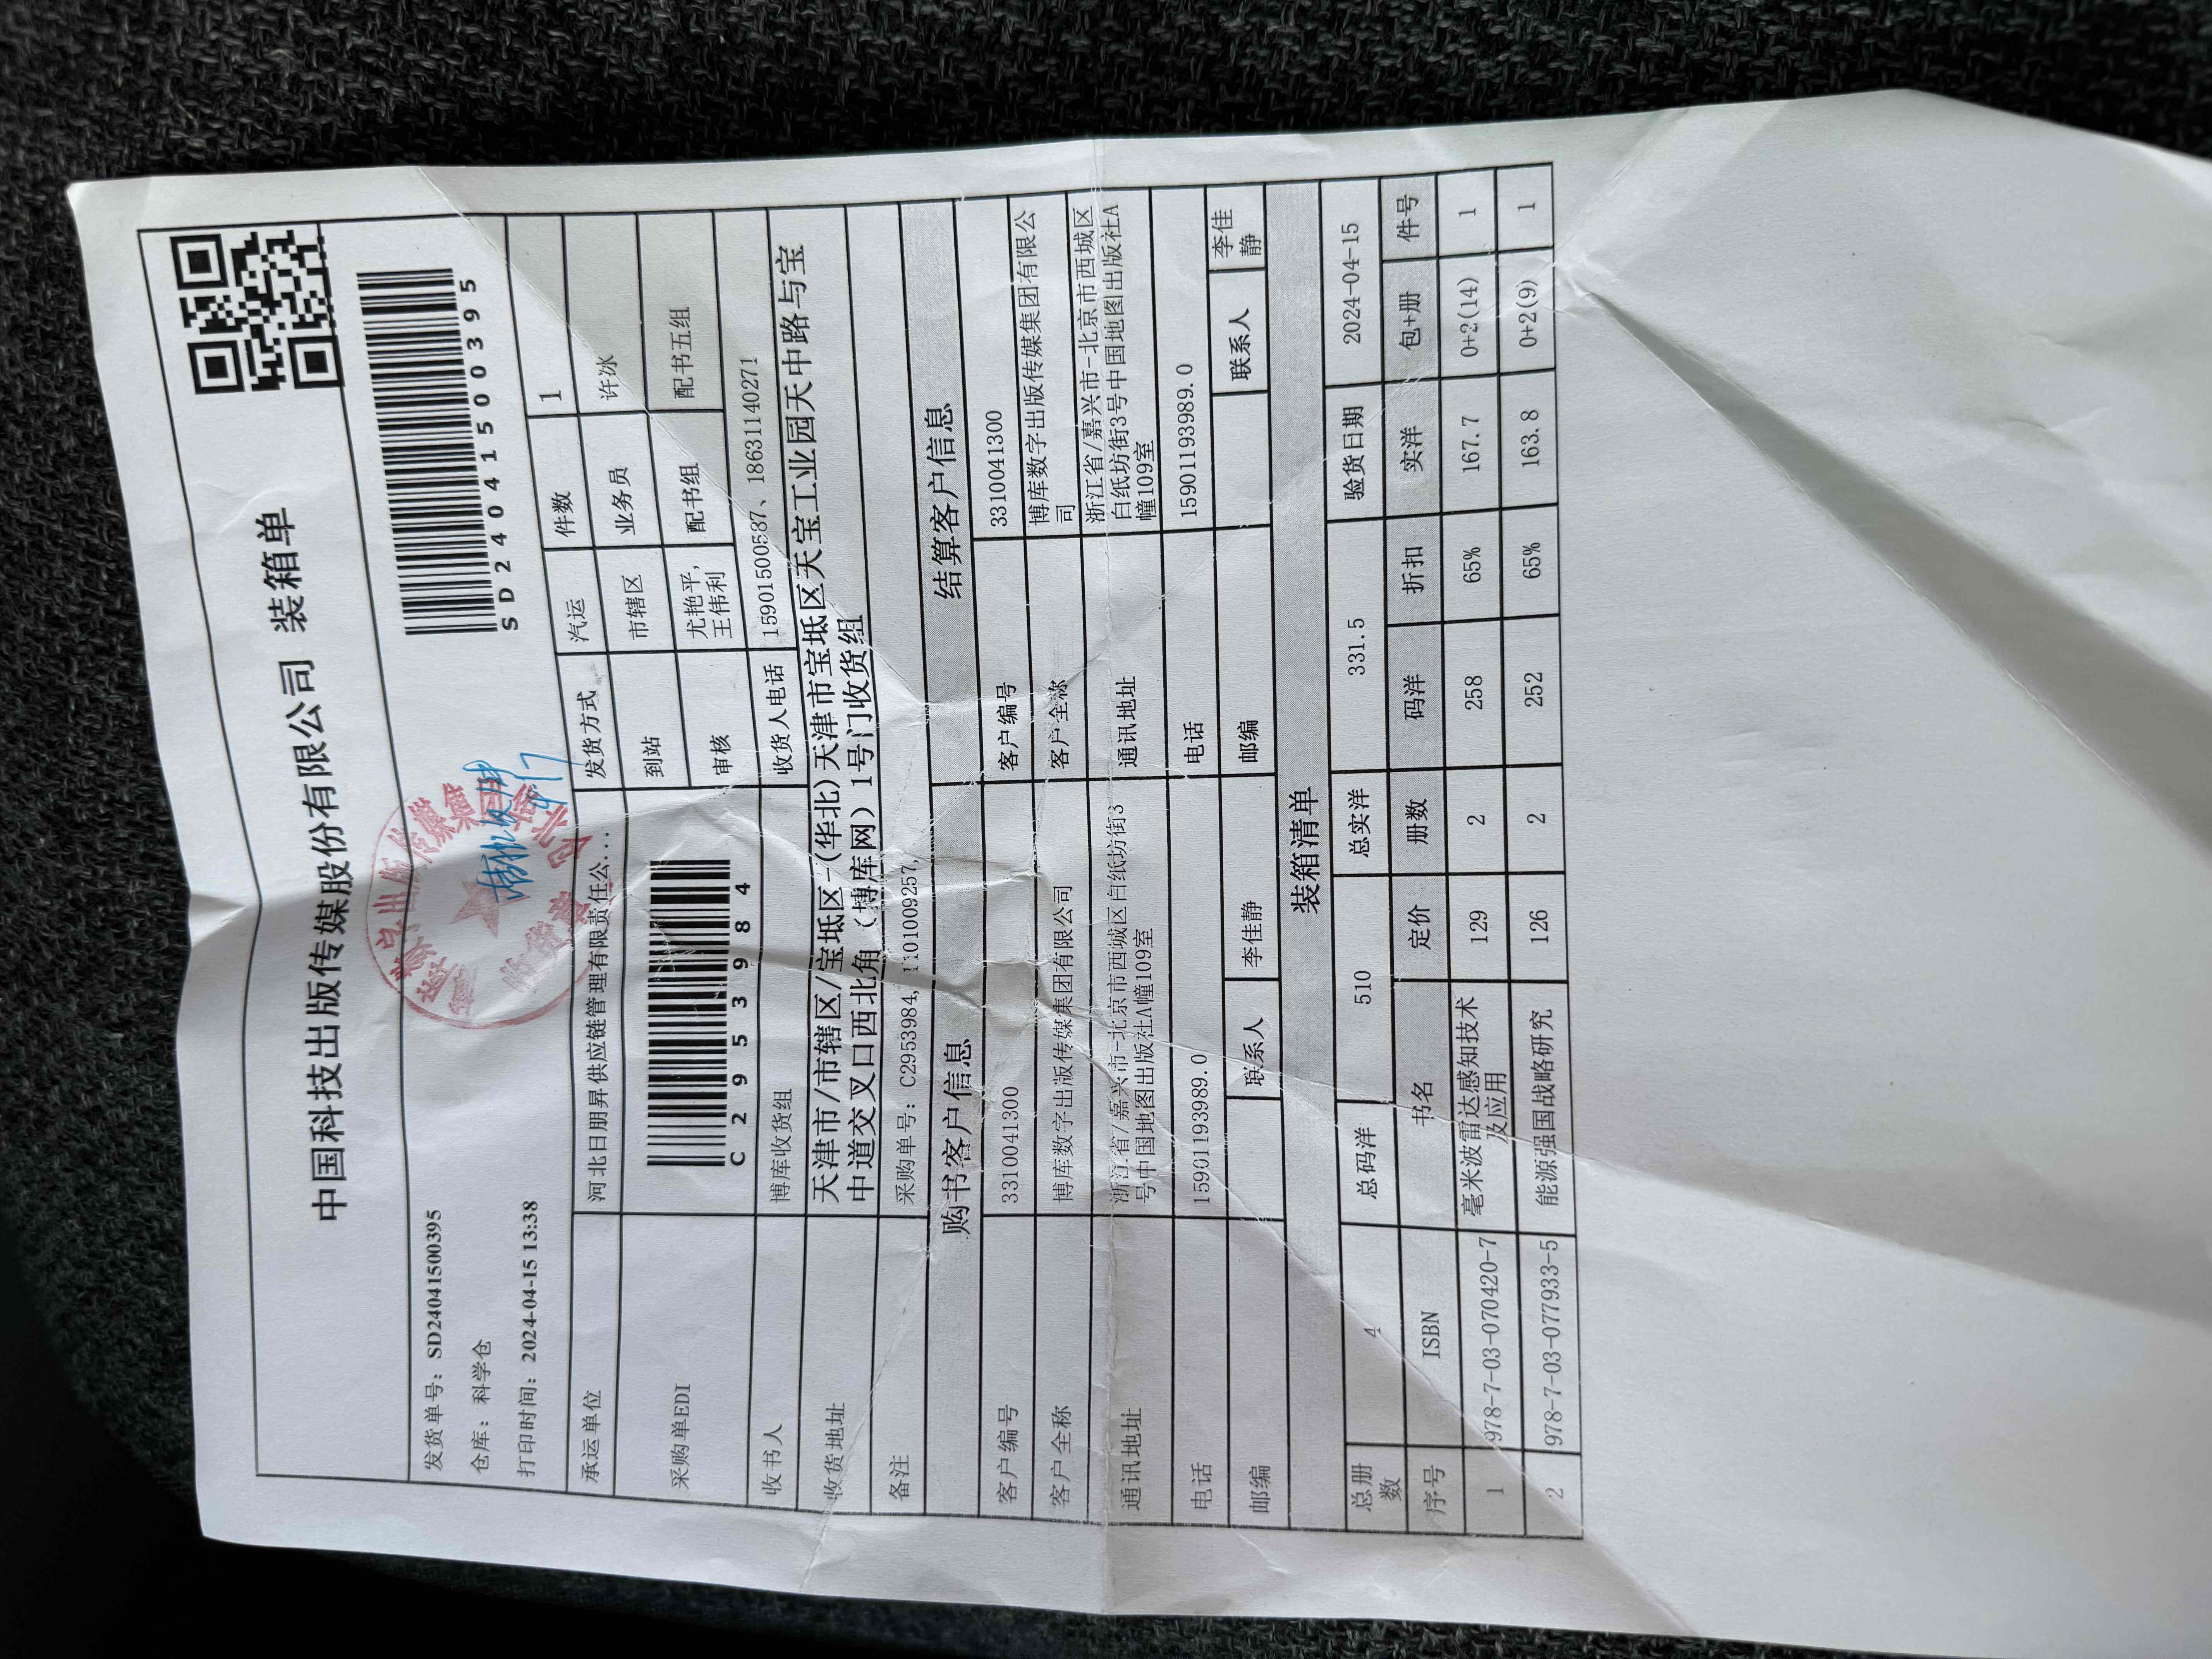 中国科技出版传媒股份有限公司 装箱单
发货单号: SD24041500395
仓库: 科学仓
打印时间: 2024-04-15 13:38
SD24041500395
承运单位 河北日朋昇供应链管理有限责任公... 发货方式 汽运 件数 1
采购单EDI C2953984 到站 市辖区 业务员 许冰
审核 尤艳平, 配书组 配书五组
王伟利
收书人 博库收货组 收货人电话 15901500587、18631140271
收货地址 天津市/市辖区/宝坻区-(华北)天津市宝坻区天宝工业园天中路与宝
中道交叉口西北角(博库网)1号门收货组
备注 采购单号: C2953984, 1101009257,
购书客户信息 结算客户信息
客户编号 3310041300 客户编号 3310041300
客户全称 博库数字出版传媒集团有限公司 客户全称 博库数字出版传媒集团有限公
司
通讯地址 浙江省/嘉兴市-北京市西城区白纸坊街3 通讯地址 浙江省/嘉兴市-北京市西城区
号中国地图出版社A幢109室 白纸坊街3号中国地图出版社A
幢109室
电话 15901193989.0 电话 15901193989.0
邮编 联系人 李佳静 邮编 联系人 李佳
静
装箱清单
总册 4 总码洋 510 总实洋 331.5 验货日期 2024-04-15
数
序号 ISBN 书名 定价 册数 码洋 折扣 实洋 包+册 件号
1 978-7-03-070420-7 毫米波雷达感知技术 129 2 258 65% 167.7 0+2(14) 1
及应用
2 978-7-03-077933-5 能源强国战略研究 126 2 252 65% 163.8 0+2(9) 1